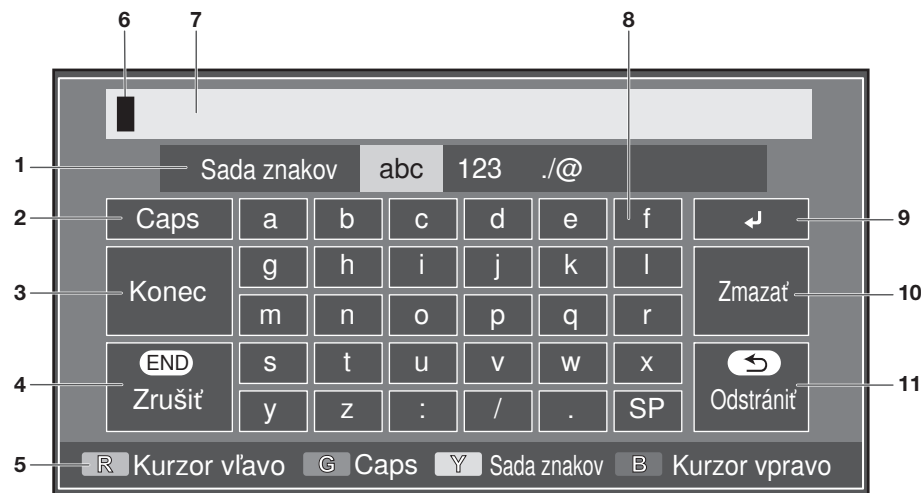 6 7 8
1 Sada znakov abc 123 ./@
2 Caps a b c d e f ↲ 9
g h i j k l
3 Konec Zmazať 10
m n o p q r
END s t u v w x
4 Zrušiť Odstrániť 11
y z : / . SP
5 R Kurzor vľavo G Caps Y Sada znakov B Kurzor vpravo